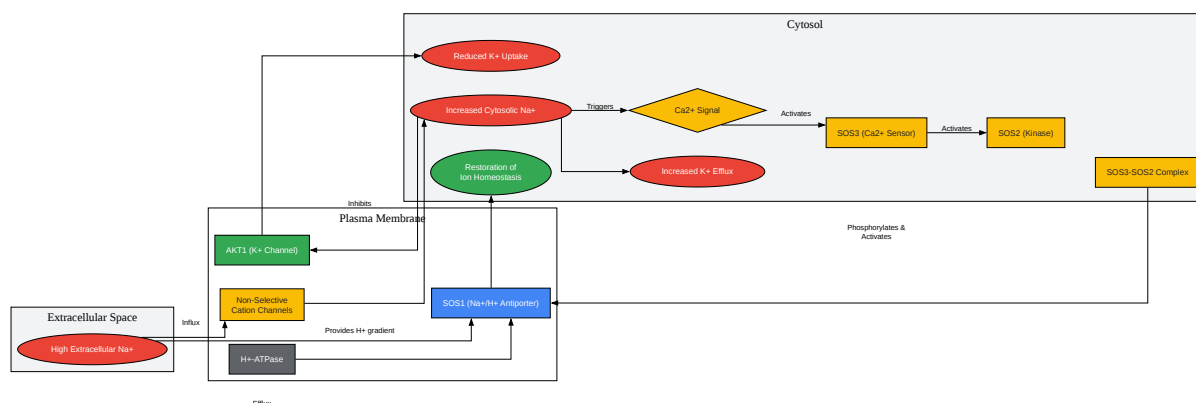 Cytosol
Reduced K+ Uptake
Increased Cytosolic Na+
Triggers
Ca2+ Signal
Activates
SOS3 (Ca2+ Sensor)
Activates
SOS2 (Kinase)
Restoration of
Ion Homeostasis
Increased K+ Efflux
SOS3-SOS2 Complex
Inhibits
Plasma Membrane
Phosphorylates &
Activates
AKT1 (K+ Channel)
Non-Selective
Cation Channels
SOS1 (Na+/H+ Antiporter)
Extracellular Space
Influx
Provides H+ gradient
High Extracellular Na+
H+-ATPase
Efflux